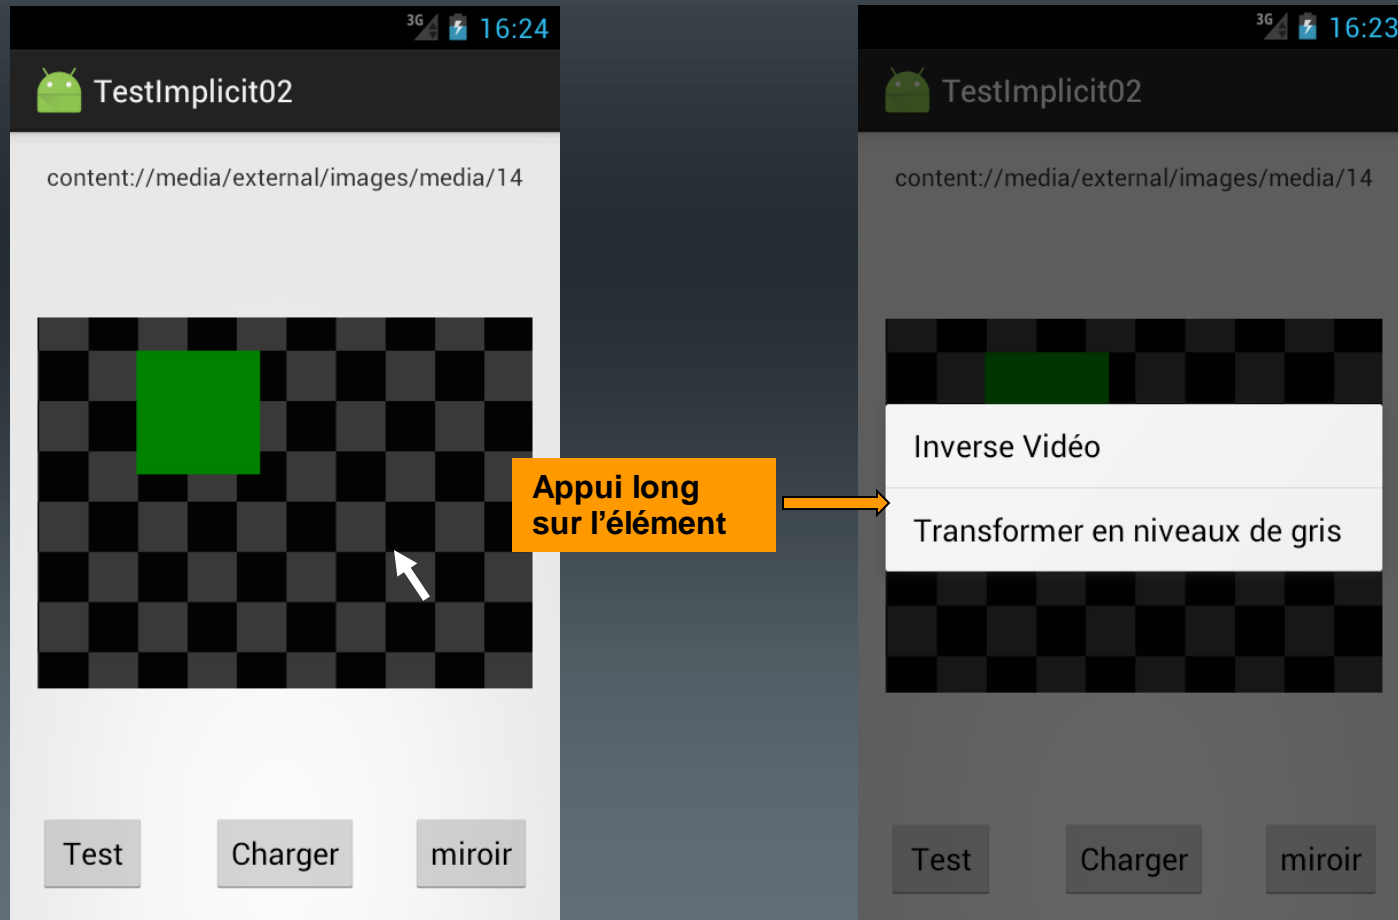 3G 16:24
TestImplicit02
content://media/external/images/media/14
Test Charger miroir
Appui long
sur l’élément
3G 16:23
TestImplicit02
content://media/external/images/media/14
Inverse Vidéo
Transformer en niveaux de gris
Test Charger miroir